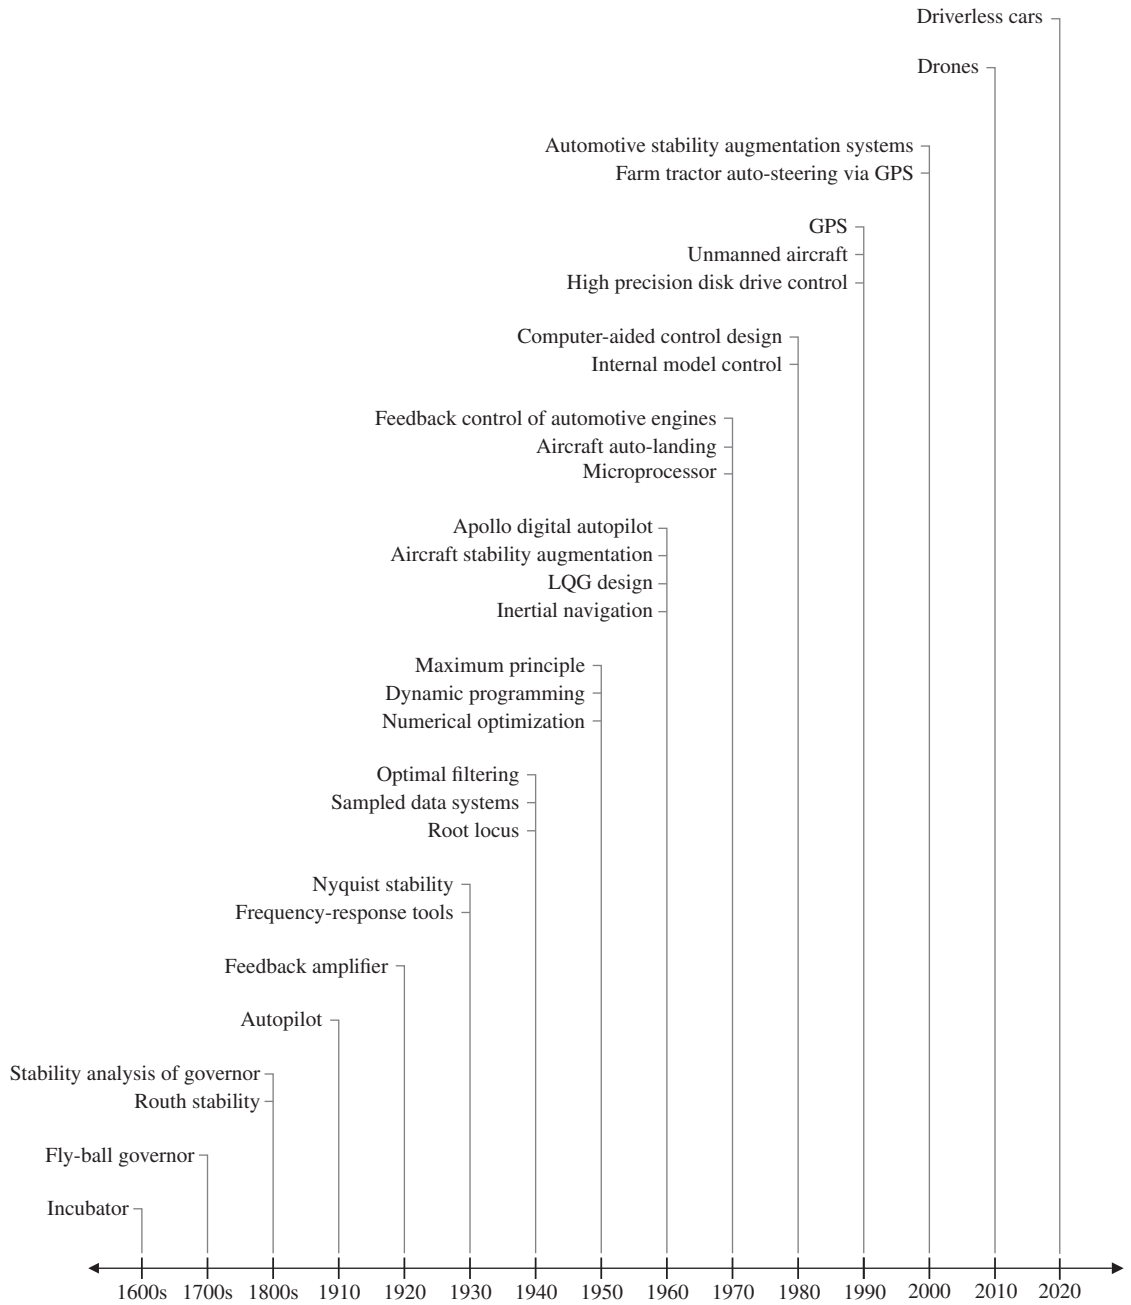 Driverless cars
Drones
Automotive stability augmentation systems
Farm tractor auto-steering via GPS
GPS
Unmanned aircraft
High precision disk drive control
Computer-aided control design
Internal model control
Feedback control of automotive engines
Aircraft auto-landing
Microprocessor
Apollo digital autopilot
Aircraft stability augmentation
LQG design
Inertial navigation
Maximum principle
Dynamic programming
Numerical optimization
Optimal filtering
Sampled data systems
Root locus
Nyquist stability
Frequency-response tools
Feedback amplifier
Autopilot
Stability analysis of governor
Routh stability
Fly-ball governor
Incubator
1600s 1700s 1800s 1910 1920 1930 1940 1950 1960 1970 1980 1990 2000 2010 2020